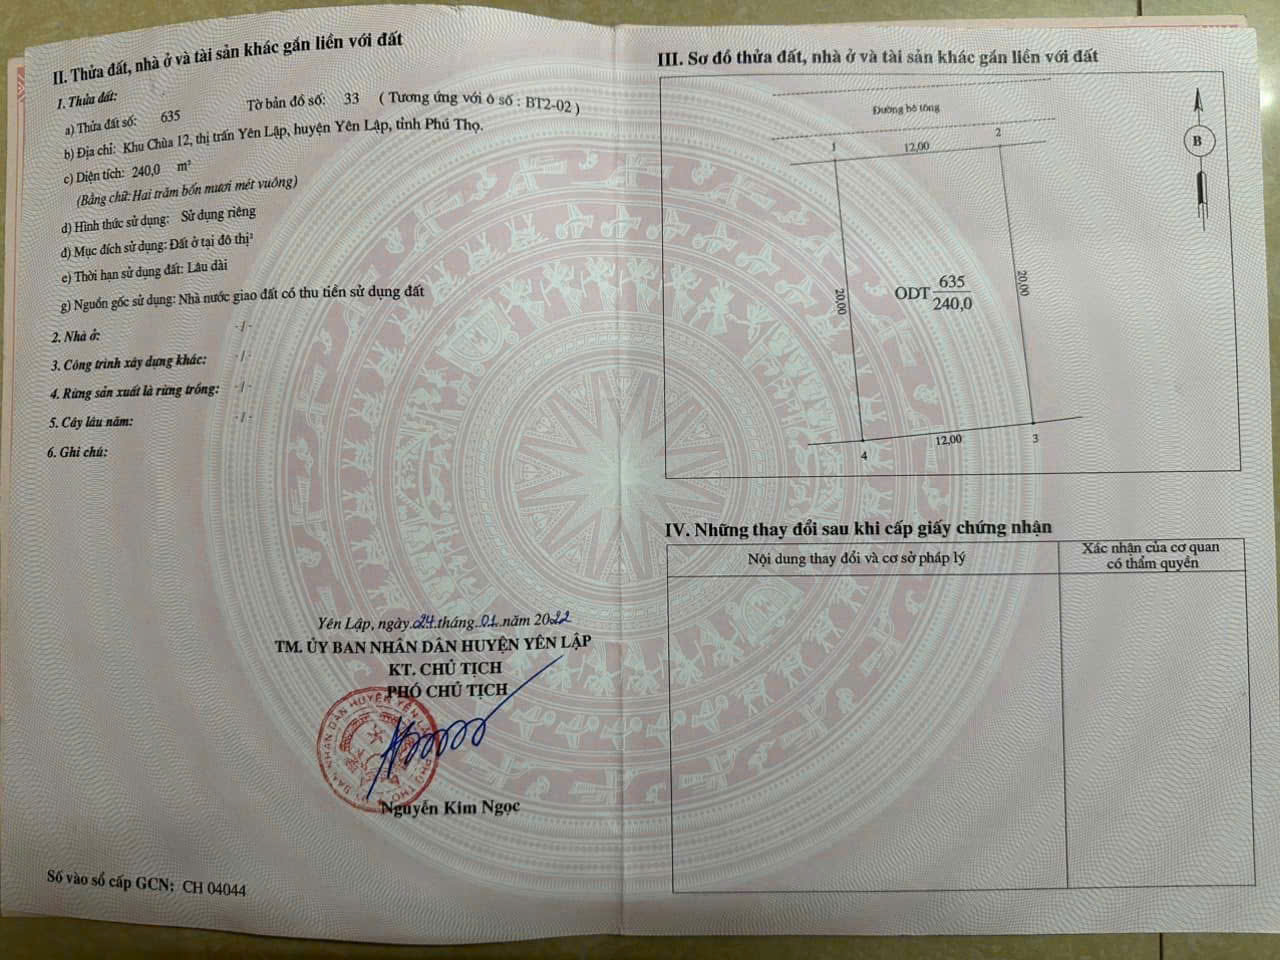 II. Thửa đất, nhà ở và tài sản khác gắn liền với đất
1. Thửa đất:
a) Thửa đất số: 635 Tờ bản đồ số: 33 ( Tương ứng với ô số : BT2-02 )
b) Địa chỉ: Khu Chùa 12, thị trấn Yên Lập, huyện Yên Lập, tỉnh Phú Thọ.
c) Diện tích: 240,0 m²
(Bằng chữ: Hai trăm bốn mươi mét vuông)
d) Hình thức sử dụng: Sử dụng riêng
đ) Mục đích sử dụng: Đất ở tại đô thị²
e) Thời hạn sử dụng đất: Lâu dài
g) Nguồn gốc sử dụng: Nhà nước giao đất có thu tiền sử dụng đất
2. Nhà ở: -/-
3. Công trình xây dựng khác: -/-
4. Rừng sản xuất là rừng trồng: -/-
5. Cây lâu năm: -/-
6. Ghi chú:
Yên Lập, ngày 24 tháng 01 năm 2022
TM. ỦY BAN NHÂN DÂN HUYỆN YÊN LẬP
KT. CHỦ TỊCH
PHÓ CHỦ TỊCH
Nguyễn Kim Ngọc
Số vào sổ cấp GCN: CH 04044
III. Sơ đồ thửa đất, nhà ở và tài sản khác gắn liền với đất
Đường bê tông
B
1
12,00
2
20,00
ODT 635
240,0
20,00
4
12,00
3
IV. Những thay đổi sau khi cấp giấy chứng nhận
Nội dung thay đổi và cơ sở pháp lý
Xác nhận của cơ quan
có thẩm quyền